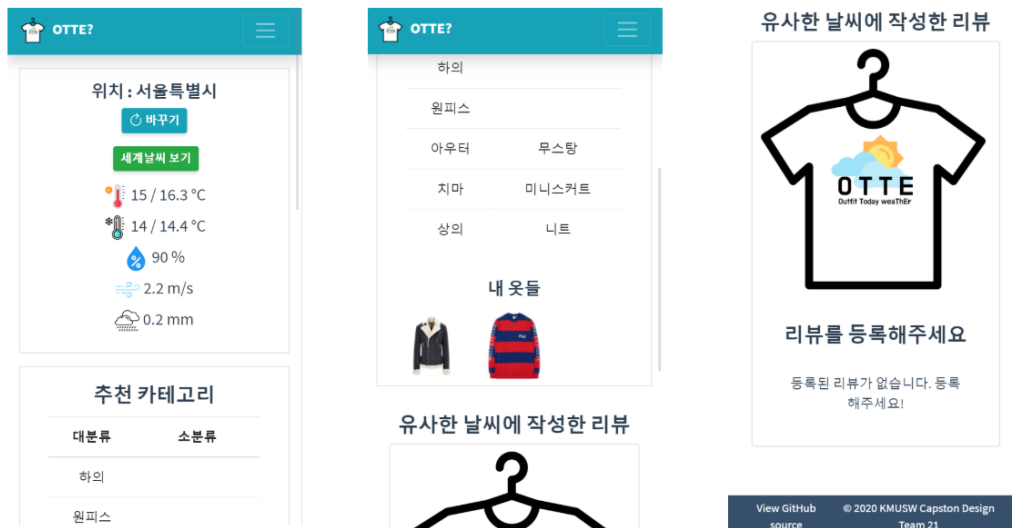 OTTE?
위치 : 서울특별시
바꾸기
세계날씨 보기
15 / 16.3 ℃
14 / 14.4 ℃
90 %
2.2 m/s
0.2 mm
추천 카테고리
대분류 소분류
하의
원피스
OTTE?
하의
원피스
아우터 무스탕
치마 미니스커트
상의 니트
내 옷들
유사한 날씨에 작성한 리뷰
유사한 날씨에 작성한 리뷰
OTTE
Outfit Today weaThEr
리뷰를 등록해주세요
등록된 리뷰가 없습니다. 등록
해주세요!
View GitHub
source
© 2020 KMUSW Capston Design
Team 21